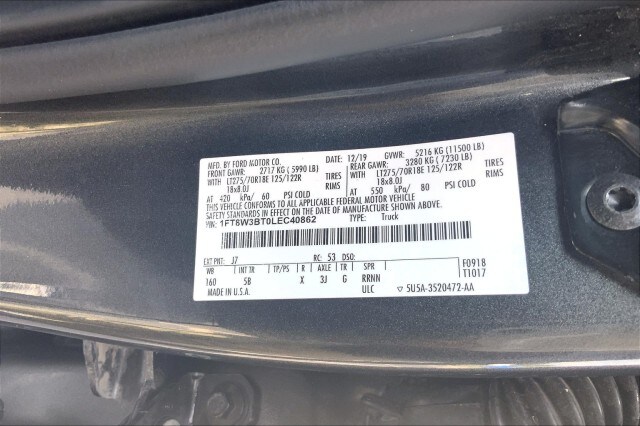 MFD. BY FORD MOTOR CO. DATE: 12/19 GVWR: 5216 KG (11500 LB)
FRONT GAWR: 2717 KG (5990 LB) REAR GAWR: 3280 KG (7230 LB)
WITH LT275/70R18E 125/122R TIRES WITH LT275/70R18E 125/122R TIRES
18x8.0J RIMS 18x8.0J RIMS
AT 420 kPa/ 60 PSI COLD AT 550 kPa/ 80 PSI COLD
THIS VEHICLE CONFORMS TO ALL APPLICABLE FEDERAL MOTOR VEHICLE
SAFETY STANDARDS IN EFFECT ON THE DATE OF MANUFACTURE SHOWN ABOVE.
VIN: 1FT8W3BT0LEC40862 TYPE: Truck
EXT PNT: J7 RC: 53 DSO:
WB INT TR TP/PS R AXLE TR SPR F0918
160 5B X 3J G RRNN T1017
MADE IN U.S.A. ULC 5U5A-3520472-AA